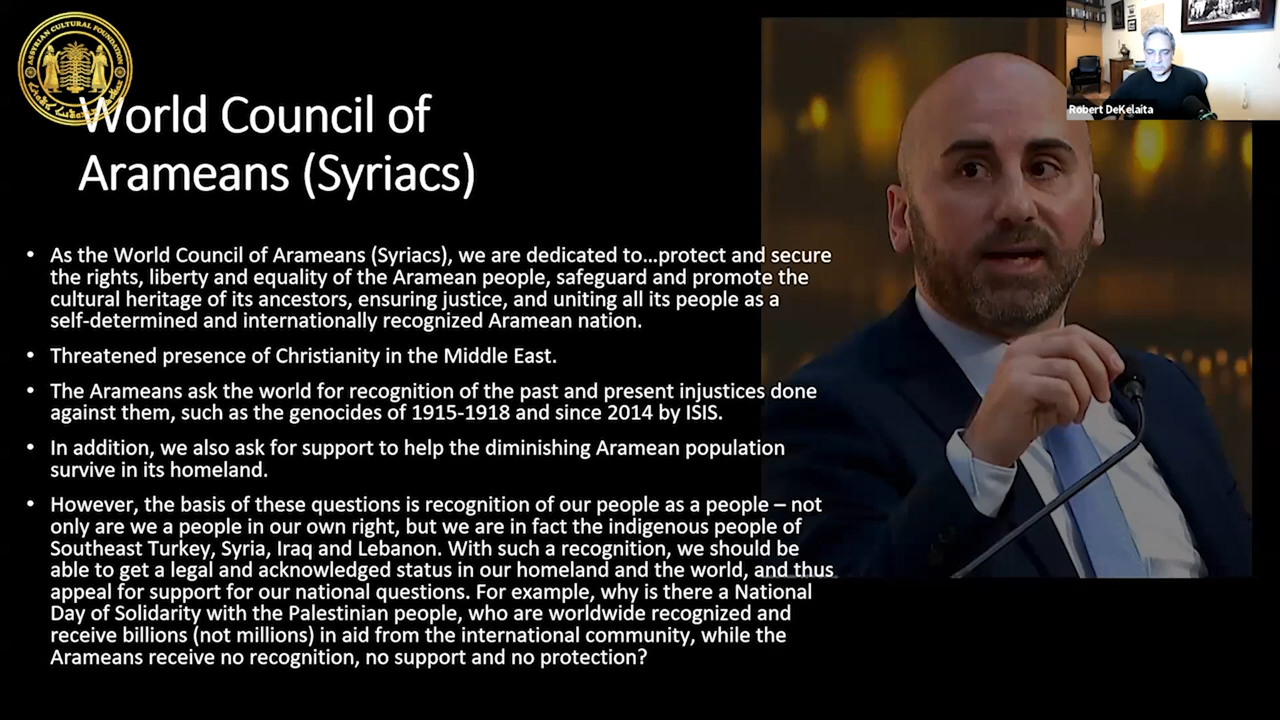 ASSYRIAN CULTURAL FOUNDATION
World Council of
Arameans (Syriacs)
Robert DeKelaita
• As the World Council of Arameans (Syriacs), we are dedicated to...protect and secure
the rights, liberty and equality of the Aramean people, safeguard and promote the
cultural heritage of its ancestors, ensuring justice, and uniting all its people as a
self-determined and internationally recognized Aramean nation.
• Threatened presence of Christianity in the Middle East.
• The Arameans ask the world for recognition of the past and present injustices done
against them, such as the genocides of 1915-1918 and since 2014 by ISIS.
• In addition, we also ask for support to help the diminishing Aramean population
survive in its homeland.
• However, the basis of these questions is recognition of our people as a people – not
only are we a people in our own right, but we are in fact the indigenous people of
Southeast Turkey, Syria, Iraq and Lebanon. With such a recognition, we should be
able to get a legal and acknowledged status in our homeland and the world, and thus
appeal for support for our national questions. For example, why is there a National
Day of Solidarity with the Palestinian people, who are worldwide recognized and
receive billions (not millions) in aid from the international community, while the
Arameans receive no recognition, no support and no protection?